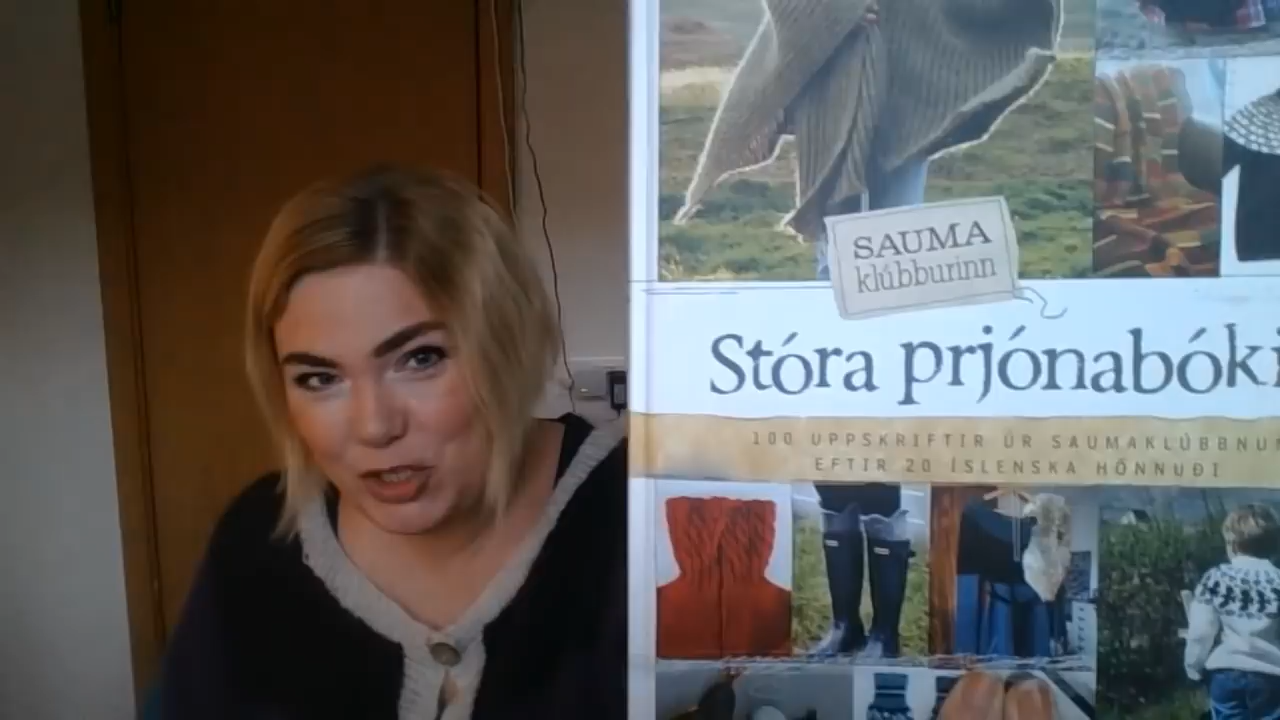 SAUMA
klúbburinn
Stóra prjónabóki
100 UPPSKRIFTIR ÚR SAUMAKLÚBBNUM
EFTIR 20 ÍSLENSKA HÖNNUÐI